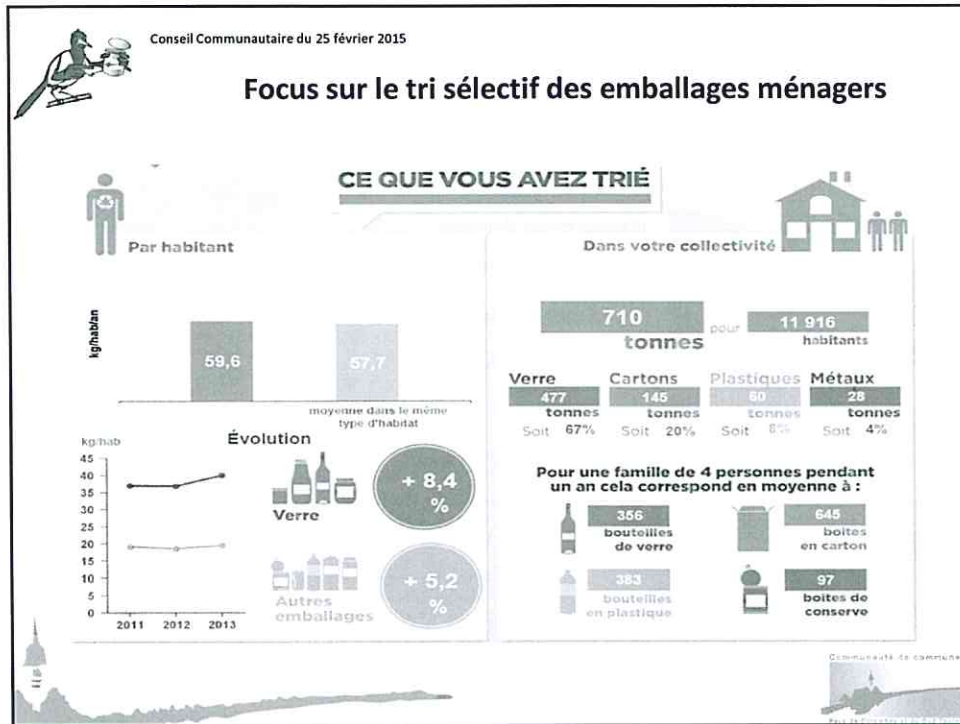 Conseil Communautaire du 25 février 2015
Focus sur le tri sélectif des emballages ménagers
CE QUE VOUS AVEZ TRIÉ
Par habitant
kg/hab/an
59,6
57,7
moyenne dans le même
type d'habitat
kg/hab
Évolution
45
40
35
30
25
20
15
10
5
0
2011 2012 2013
+ 8,4
%
Verre
+ 5,2
%
Autres
emballages
Dans votre collectivité
710
tonnes
pour
11 916
habitants
Verre Cartons Plastiques Métaux
477 145 60 28
tonnes tonnes tonnes tonnes
Soit 67% Soit 20% Soit 8% Soit 4%
Pour une famille de 4 personnes pendant
un an cela correspond en moyenne à :
356
bouteilles
de verre
645
boites
en carton
383
bouteilles
en plastique
97
boites de
conserve
Communauté de commune